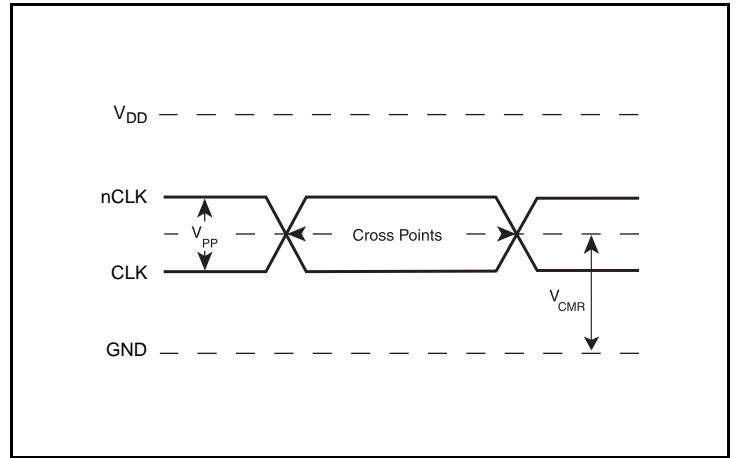 VDD
nCLK
VPP
Cross Points
CLK
VCMR
GND